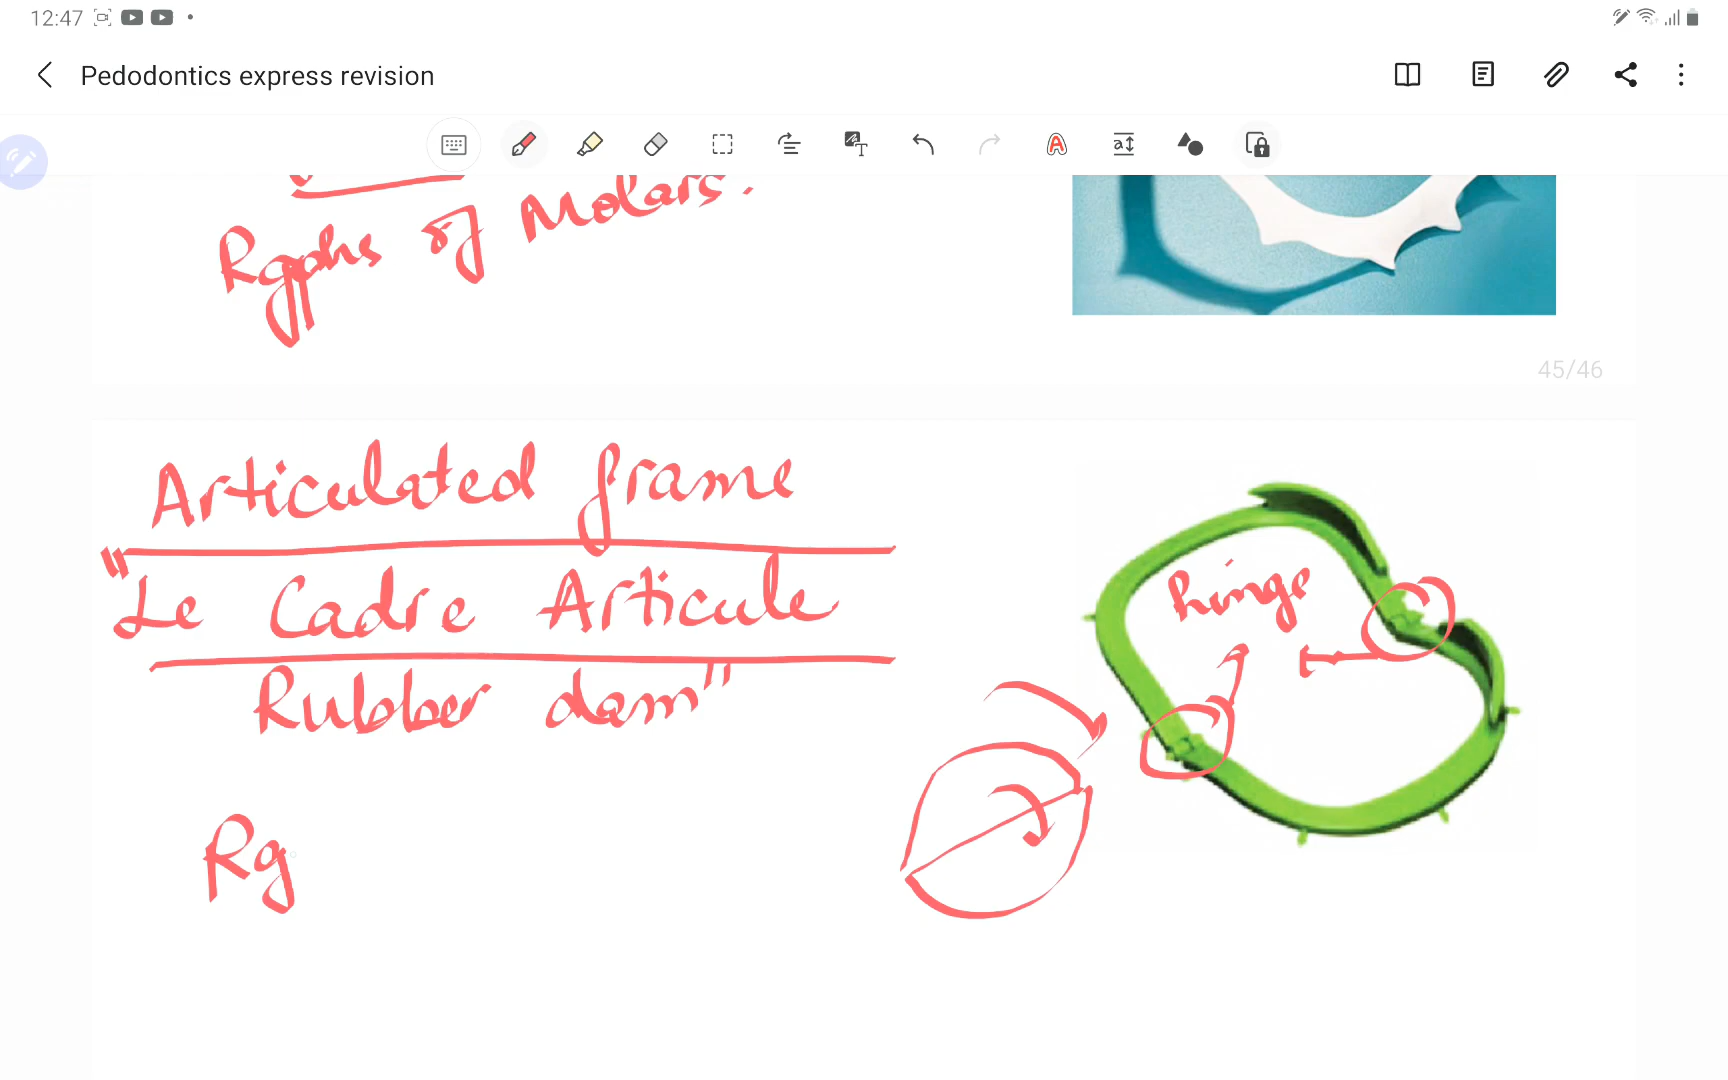 12:47
Pedodontics express revision
Rgphs of Molars.
45/46
Articulated frame
"Le Cadre Articule
Rubber dam"
Hinge
Rg